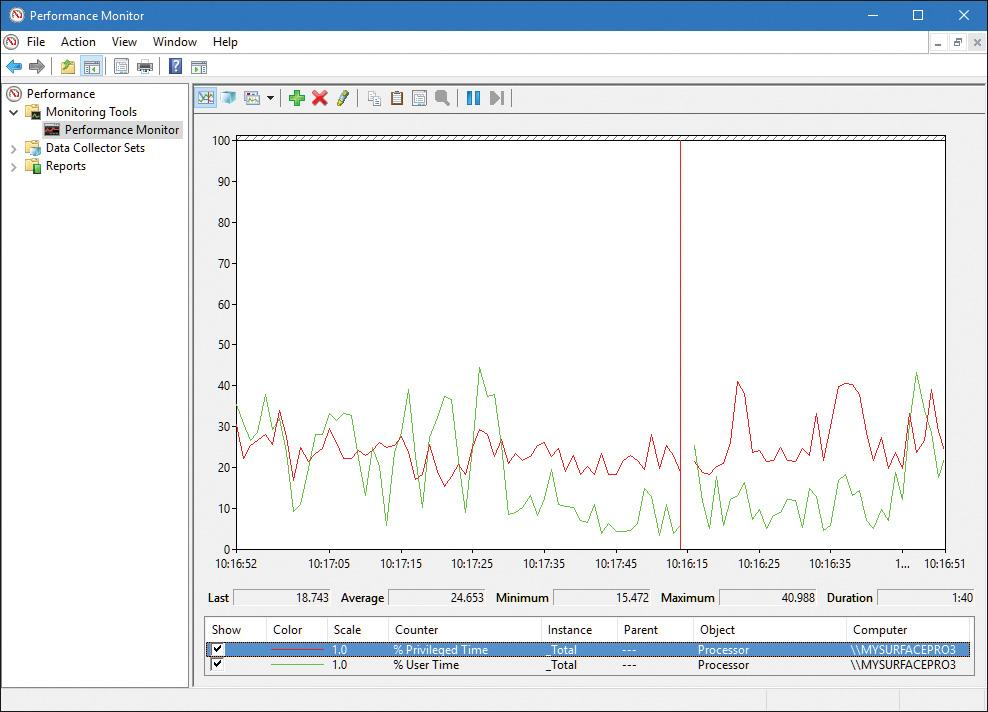 Performance Monitor
File Action View Window Help
Performance
Monitoring Tools
Performance Monitor
Data Collector Sets
Reports
100
90
80
70
60
50
40
30
20
10
0
10:16:52 10:17:05 10:17:15 10:17:25 10:17:35 10:17:45 10:16:15 10:16:25 10:16:35 1... 10:16:51
Last 18.743 Average 24.653 Minimum 15.472 Maximum 40.988 Duration 1:40
Show Color Scale Counter Instance Parent Object Computer
1.0 % Privileged Time _Total --- Processor \\MYSURFACEPRO3
1.0 % User Time _Total --- Processor \\MYSURFACEPRO3